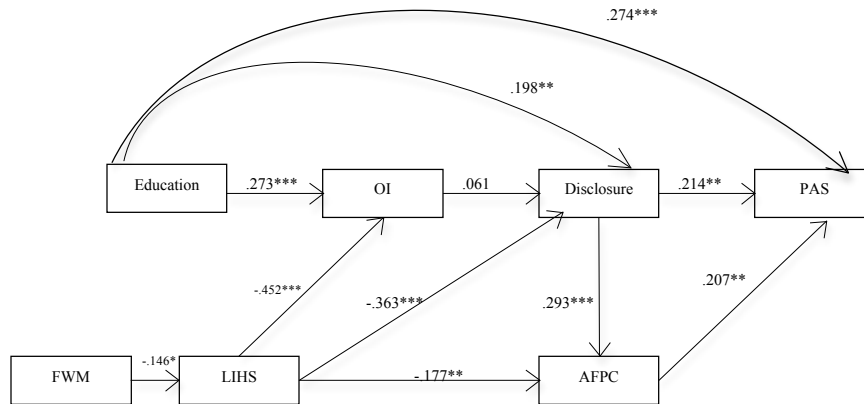 .274***
.198**
Education
.273***
OI
.061
Disclosure
.214**
PAS
-.452***
-.363***
.293***
.207**
FWM
-.146*
LIHS
-.177**
AFPC